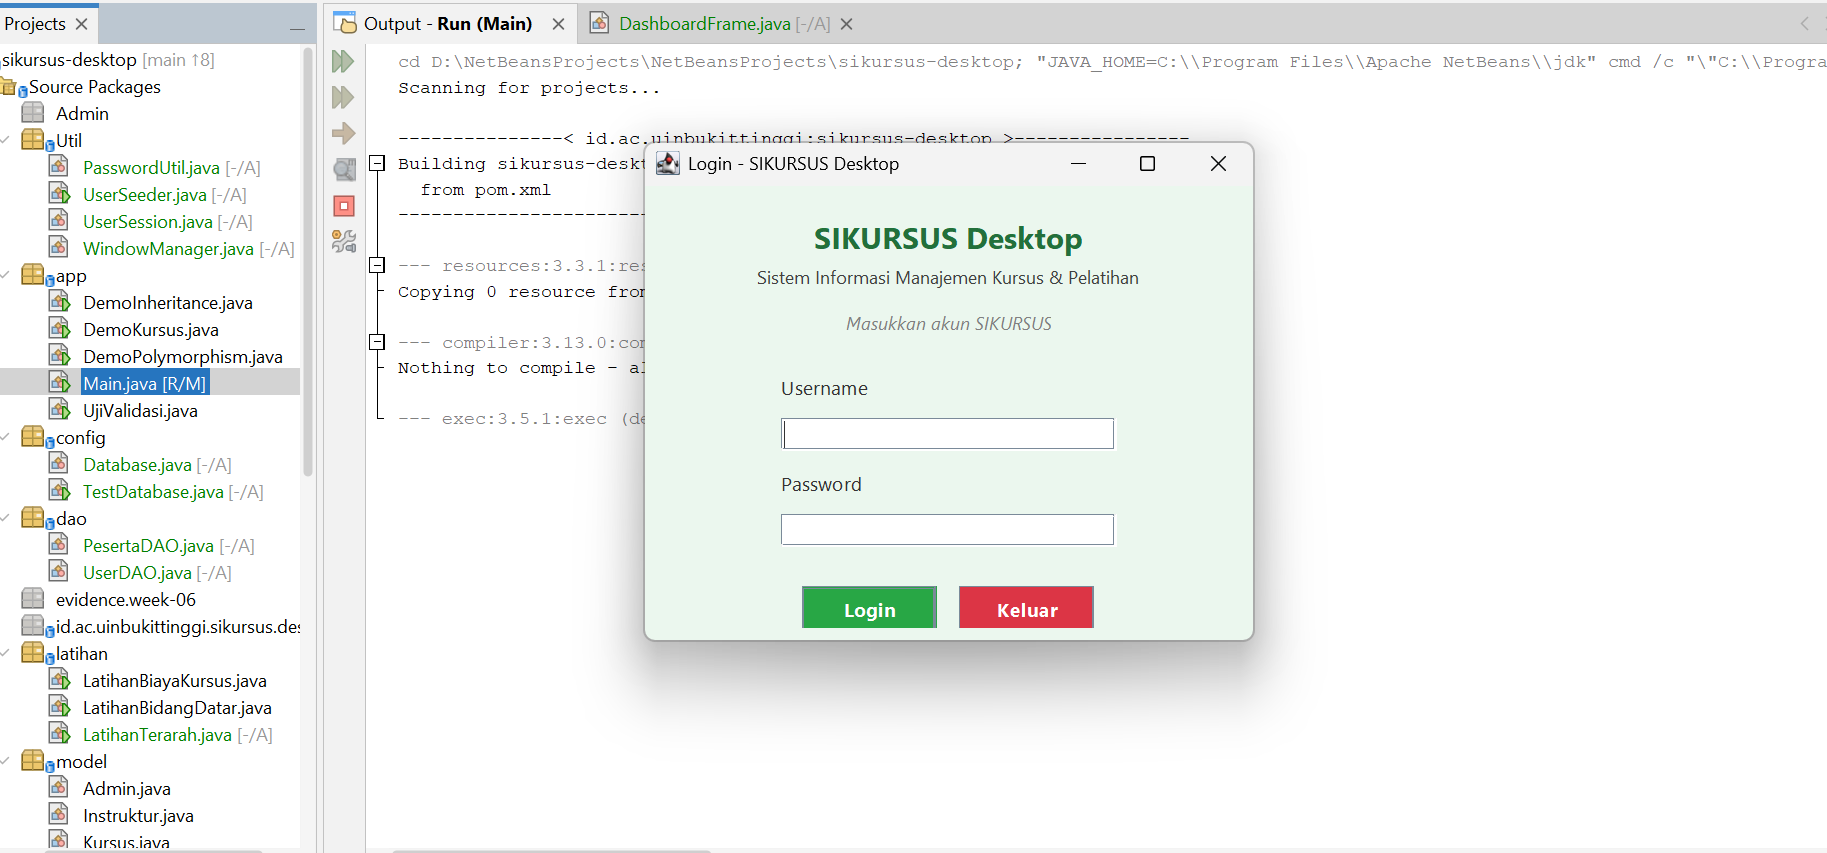 Projects
sikursus-desktop [main ↑8]
Source Packages
Admin
Util
PasswordUtil.java [-/A]
UserSeeder.java [-/A]
UserSession.java [-/A]
WindowManager.java [-/A]
app
DemoInheritance.java
DemoKursus.java
DemoPolymorphism.java
Main.java [R/M]
UjiValidasi.java
config
Database.java [-/A]
TestDatabase.java [-/A]
dao
PesertaDAO.java [-/A]
UserDAO.java [-/A]
evidence.week-06
id.ac.uinbukittinggi.sikursus.des
latihan
LatihanBiayaKursus.java
LatihanBidangDatar.java
LatihanTerarah.java [-/A]
model
Admin.java
Instruktur.java
Kursus.java
Output - Run (Main)
DashboardFrame.java [-/A]
cd D:\NetBeansProjects\NetBeansProjects\sikursus-desktop; "JAVA_HOME=C:\\Program Files\\Apache NetBeans\\jdk" cmd /c "\"C:\\Progra
Scanning for projects...
---------------< id.ac.uinbukittinggi:sikursus-desktop >----------------
Building sikursus-deskt
from pom.xml
--- resources:3.3.1:res
Copying 0 resource fron
--- compiler:3.13.0:con
Nothing to compile - al
--- exec:3.5.1:exec (de
Login - SIKURSUS Desktop
SIKURSUS Desktop
Sistem Informasi Manajemen Kursus & Pelatihan
Masukkan akun SIKURSUS
Username
Password
Login
Keluar